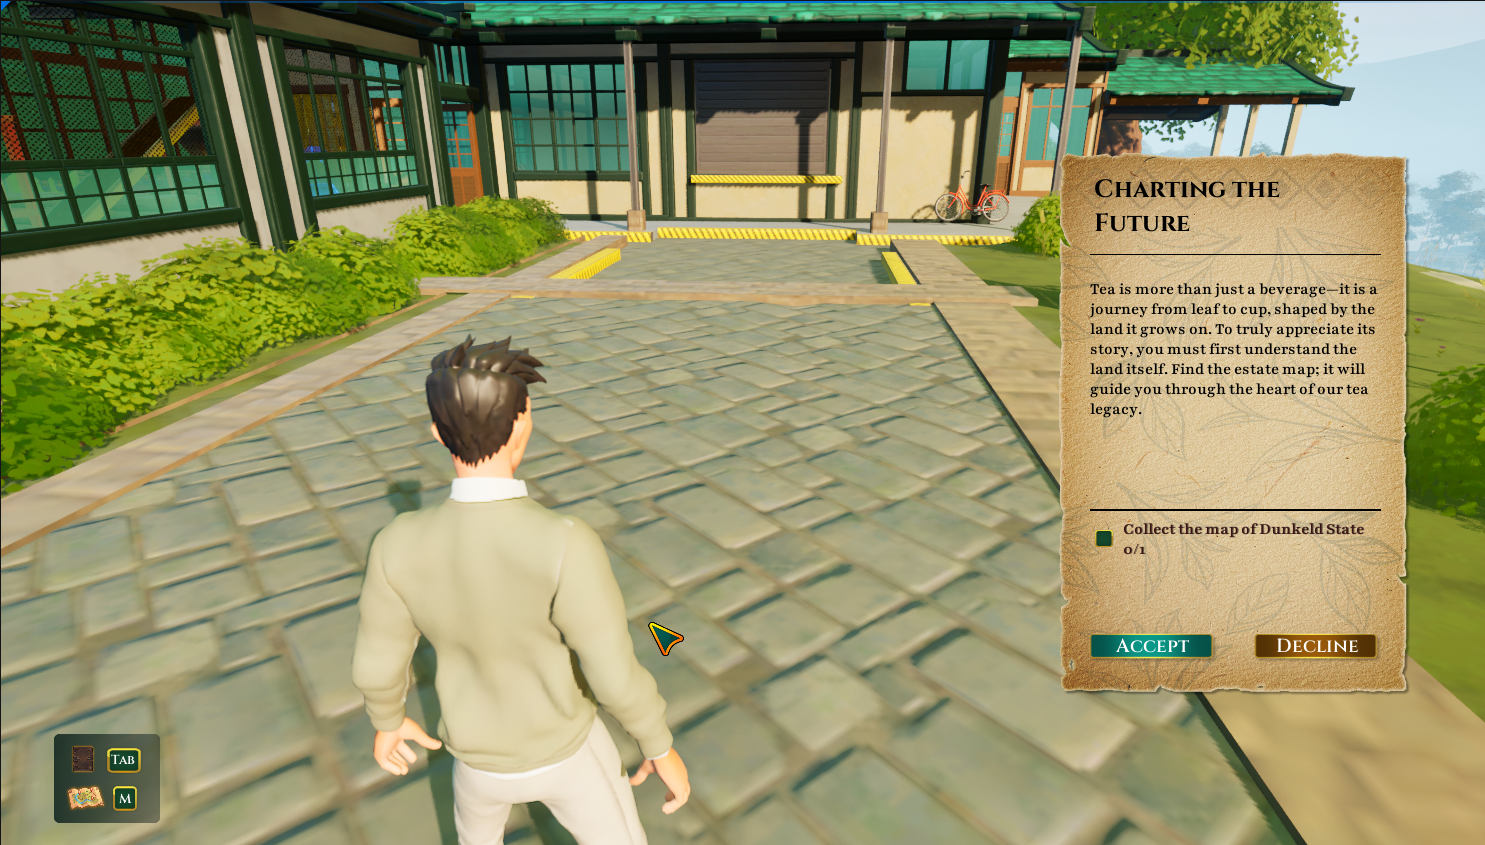 Charting the
Future
Tea is more than just a beverage—it is a
journey from leaf to cup, shaped by the
land it grows on. To truly appreciate its
story, you must first understand the
land itself. Find the estate map; it will
guide you through the heart of our tea
legacy.
Collect the map of Dunkeld State
0/1
Accept
Decline
Tab
M